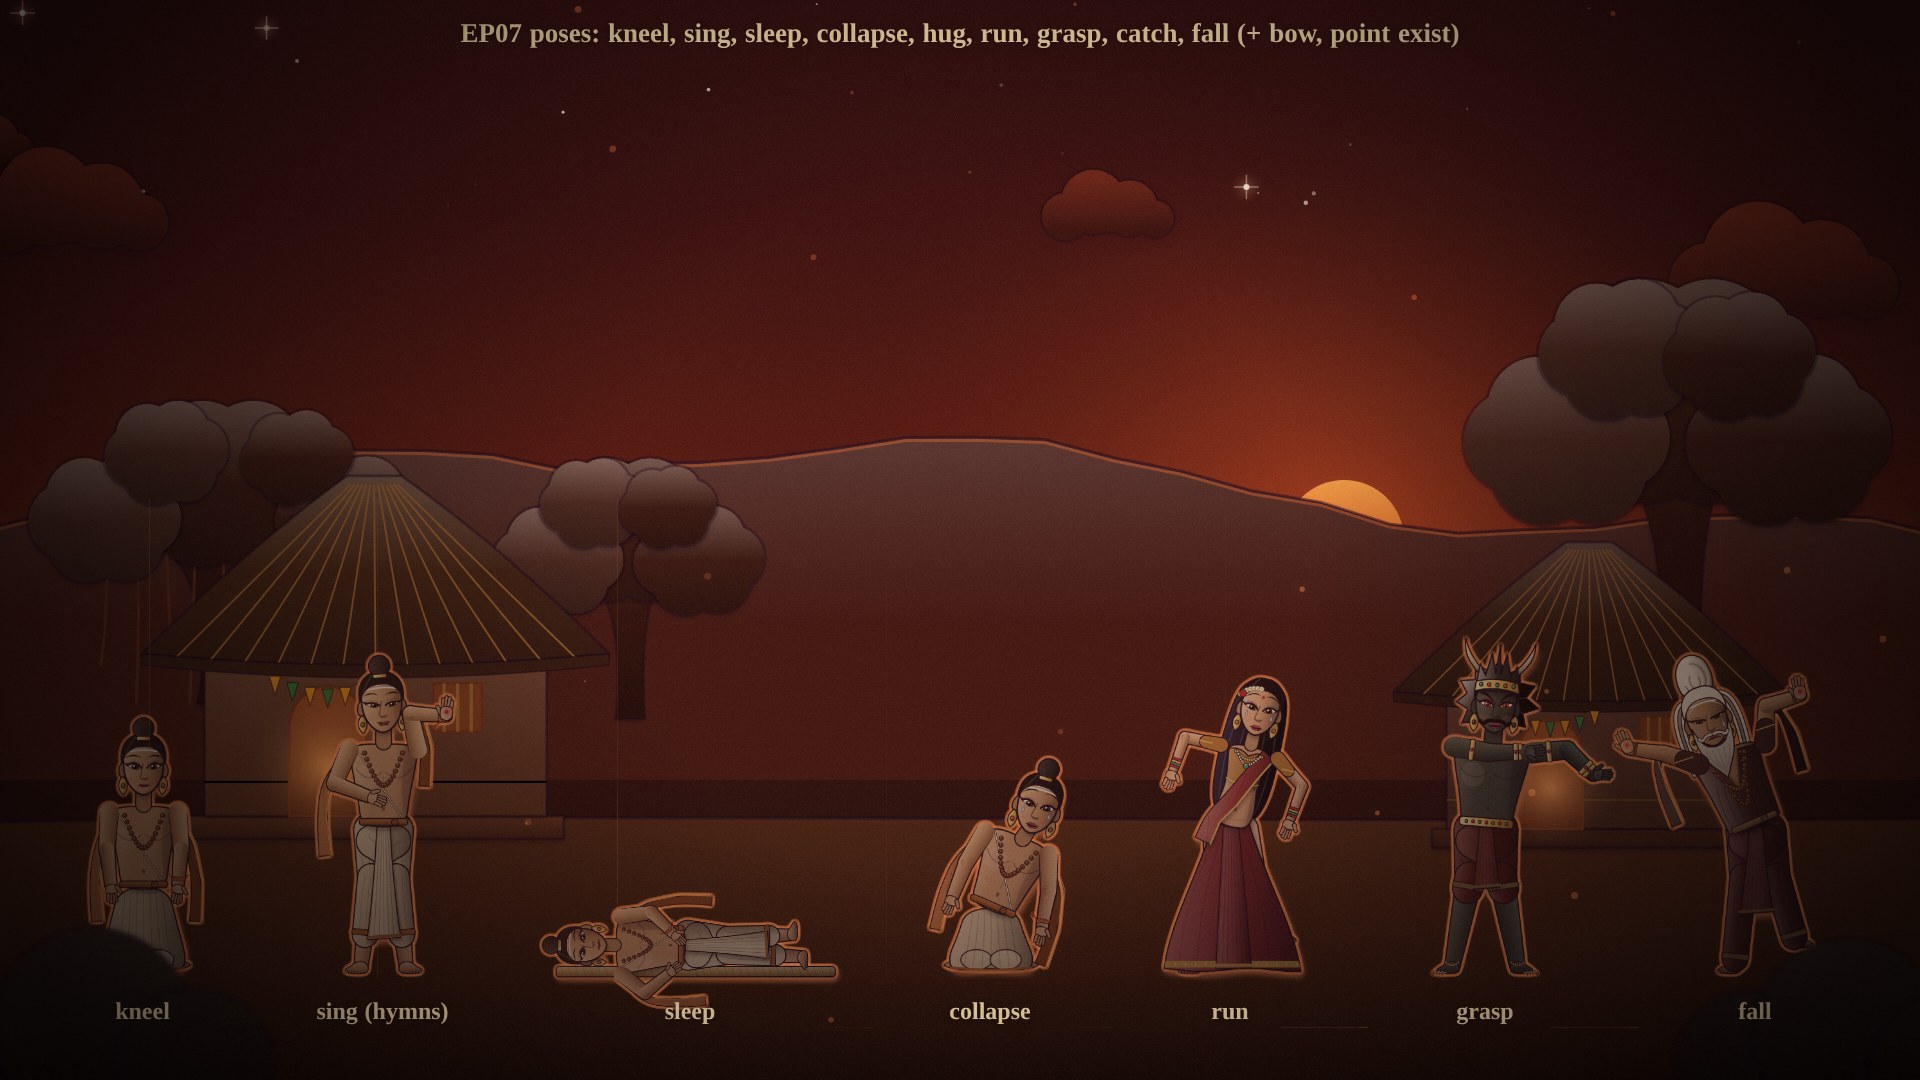 EP07 poses: kneel, sing, sleep, collapse, hug, run, grasp, catch, fall (+ bow, point exist)
kneel
sing (hymns)
sleep
collapse
run
grasp
fall